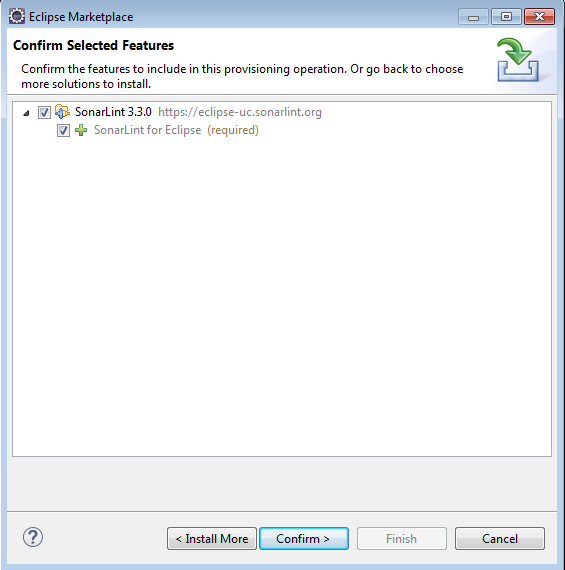 Eclipse Marketplace
Confirm Selected Features
Confirm the features to include in this provisioning operation. Or go back to choose
more solutions to install.
SonarLint 3.3.0 https://eclipse-uc.sonarlint.org
SonarLint for Eclipse (required)
?
< Install More
Confirm >
Finish
Cancel